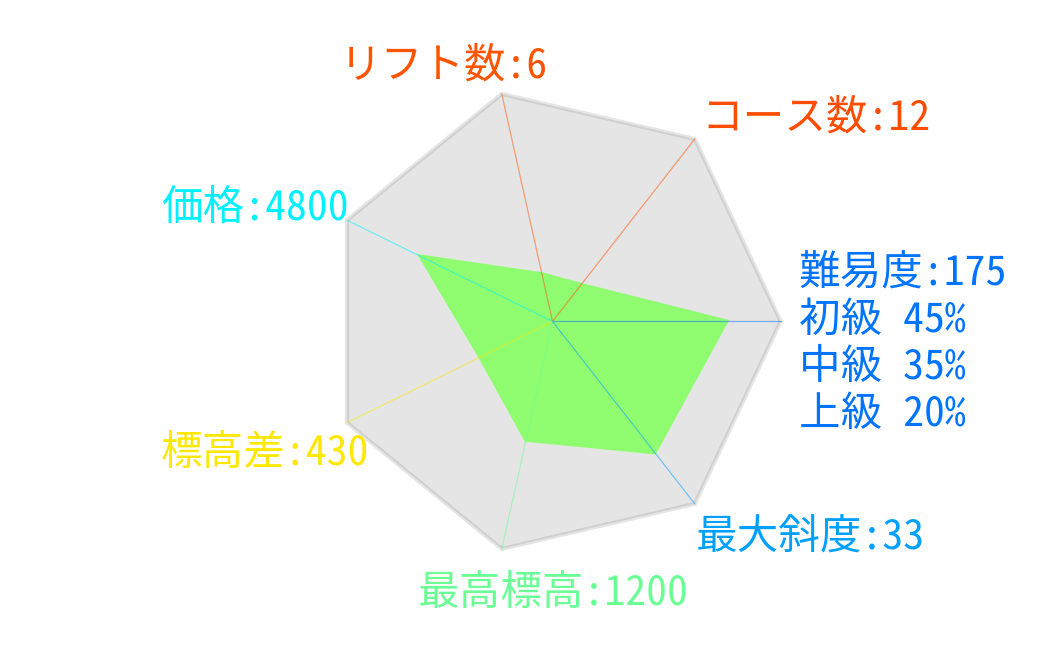 リフト数:6
コース数:12
価格:4800
難易度:175
初級 45%
中級 35%
上級 20%
標高差:430
最大斜度:33
最高標高:1200